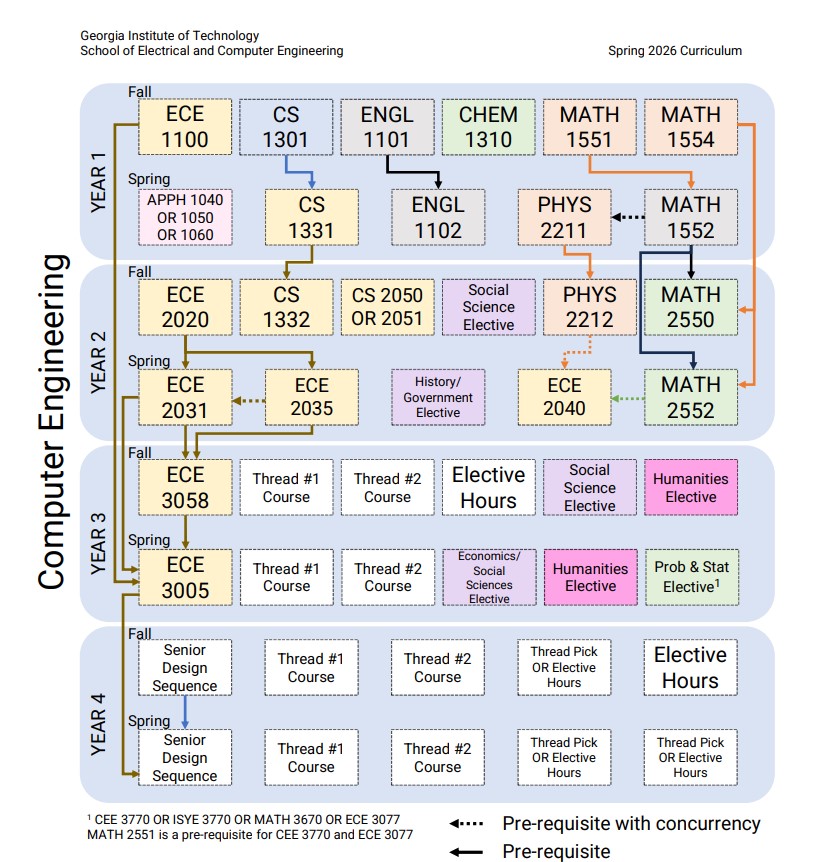 Georgia Institute of Technology
School of Electrical and Computer Engineering
Spring 2026 Curriculum
Computer Engineering
YEAR 1
Fall
ECE
1100
CS
1301
ENGL
1101
CHEM
1310
MATH
1551
MATH
1554
Spring
APPH 1040
OR 1050
OR 1060
CS
1331
ENGL
1102
PHYS
2211
MATH
1552
YEAR 2
Fall
ECE
2020
CS
1332
CS 2050
OR 2051
Social
Science
Elective
PHYS
2212
MATH
2550
Spring
ECE
2031
ECE
2035
History/
Government
Elective
ECE
2040
MATH
2552
YEAR 3
Fall
ECE
3058
Thread #1
Course
Thread #2
Course
Elective
Hours
Social
Science
Elective
Humanities
Elective
Spring
ECE
3005
Thread #1
Course
Thread #2
Course
Economics/
Social
Sciences
Elective
Humanities
Elective
Prob & Stat
Elective¹
YEAR 4
Fall
Senior
Design
Sequence
Thread #1
Course
Thread #2
Course
Thread Pick
OR Elective
Hours
Elective
Hours
Spring
Senior
Design
Sequence
Thread #1
Course
Thread #2
Course
Thread Pick
OR Elective
Hours
Thread Pick
OR Elective
Hours
¹ CEE 3770 OR ISYE 3770 OR MATH 3670 OR ECE 3077
MATH 2551 is a pre-requisite for CEE 3770 and ECE 3077
Pre-requisite with concurrency
Pre-requisite